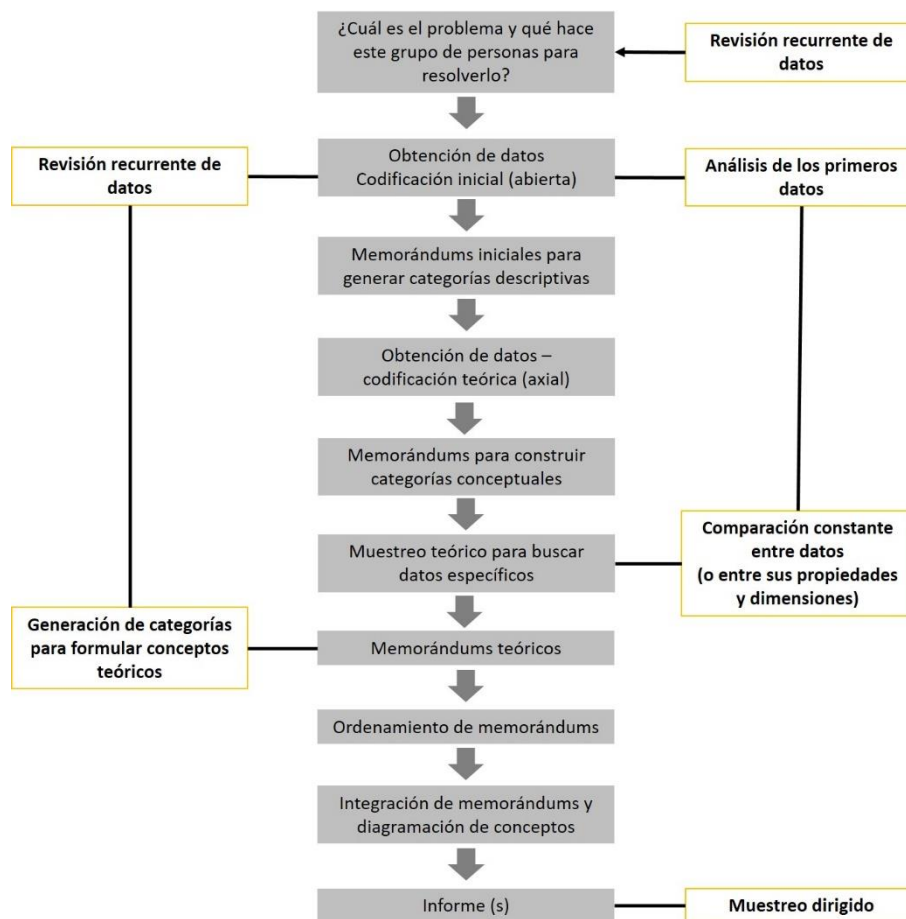 ¿Cuál es el problema y qué hace
este grupo de personas para
resolverlo?
Revisión recurrente de
datos
Revisión recurrente de
datos
Obtención de datos
Codificación inicial (abierta)
Análisis de los primeros
datos
Memorándums iniciales para
generar categorías descriptivas
Obtención de datos –
codificación teórica (axial)
Memorándums para construir
categorías conceptuales
Muestreo teórico para buscar
datos específicos
Comparación constante
entre datos
(o entre sus propiedades
y dimensiones)
Generación de categorías
para formular conceptos
teóricos
Memorándums teóricos
Ordenamiento de memorándums
Integración de memorándums y
diagramación de conceptos
Informe (s)
Muestreo dirigido